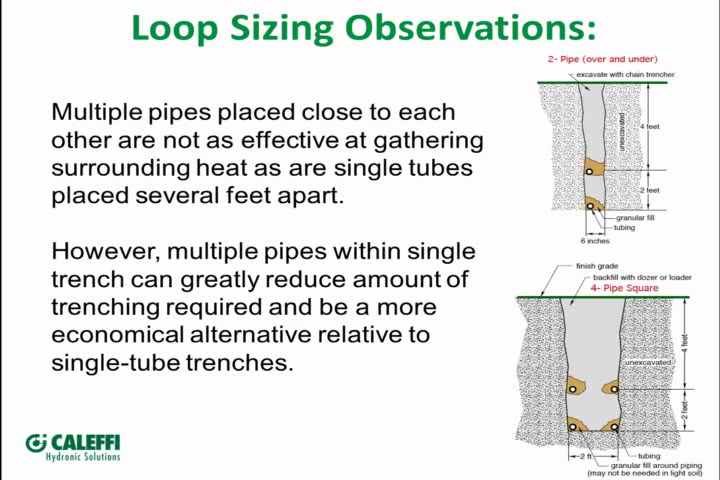 Loop Sizing Observations:
Multiple pipes placed close to each
other are not as effective at gathering
surrounding heat as are single tubes
placed several feet apart.
However, multiple pipes within single
trench can greatly reduce amount of
trenching required and be a more
economical alternative relative to
single-tube trenches.
2- Pipe (over and under)
excavate with chain trencher
unexcavated
4 feet
2 feet
granular fill
tubing
6 inches
finish grade
backfill with dozer or loader
4- Pipe Square
unexcavated
4 feet
2 feet
2 ft.
tubing
granular fill around piping
(may not be needed in light soil)
CALEFFI
Hydronic Solutions